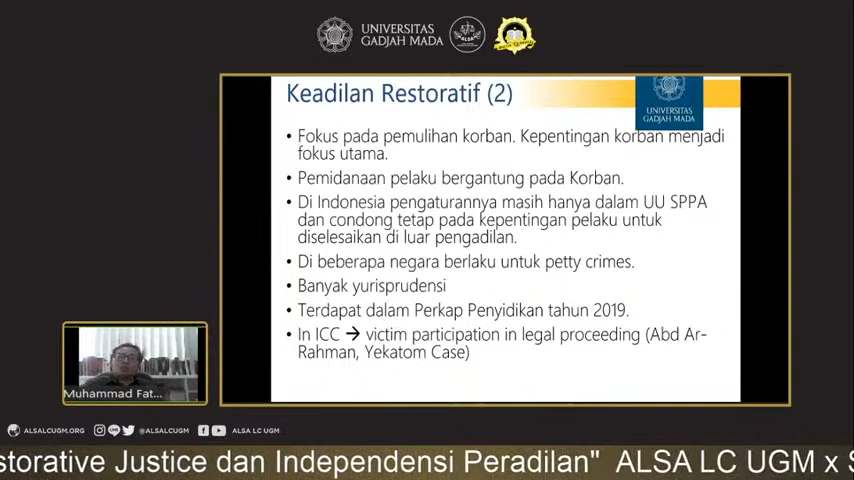 UNIVERSITAS
GADJAH MADA
ALSA
Keadilan Restoratif (2)
UNIVERSITAS
GADJAH MADA
• Fokus pada pemulihan korban. Kepentingan korban menjadi
fokus utama.
• Pemidanaan pelaku bergantung pada Korban.
• Di Indonesia pengaturannya masih hanya dalam UU SPPA
dan condong tetap pada kepentingan pelaku untuk
diselesaikan di luar pengadilan.
• Di beberapa negara berlaku untuk petty crimes.
• Banyak yurisprudensi
• Terdapat dalam Perkap Penyidikan tahun 2019.
• In ICC → victim participation in legal proceeding (Abd Ar-
Rahman, Yekatom Case)
Muhammad Fat...
ALSALCUGM.ORG @ALSALCUGM ALSA LC UGM
storative Justice dan Independensi Peradilan" ALSA LC UGM x S